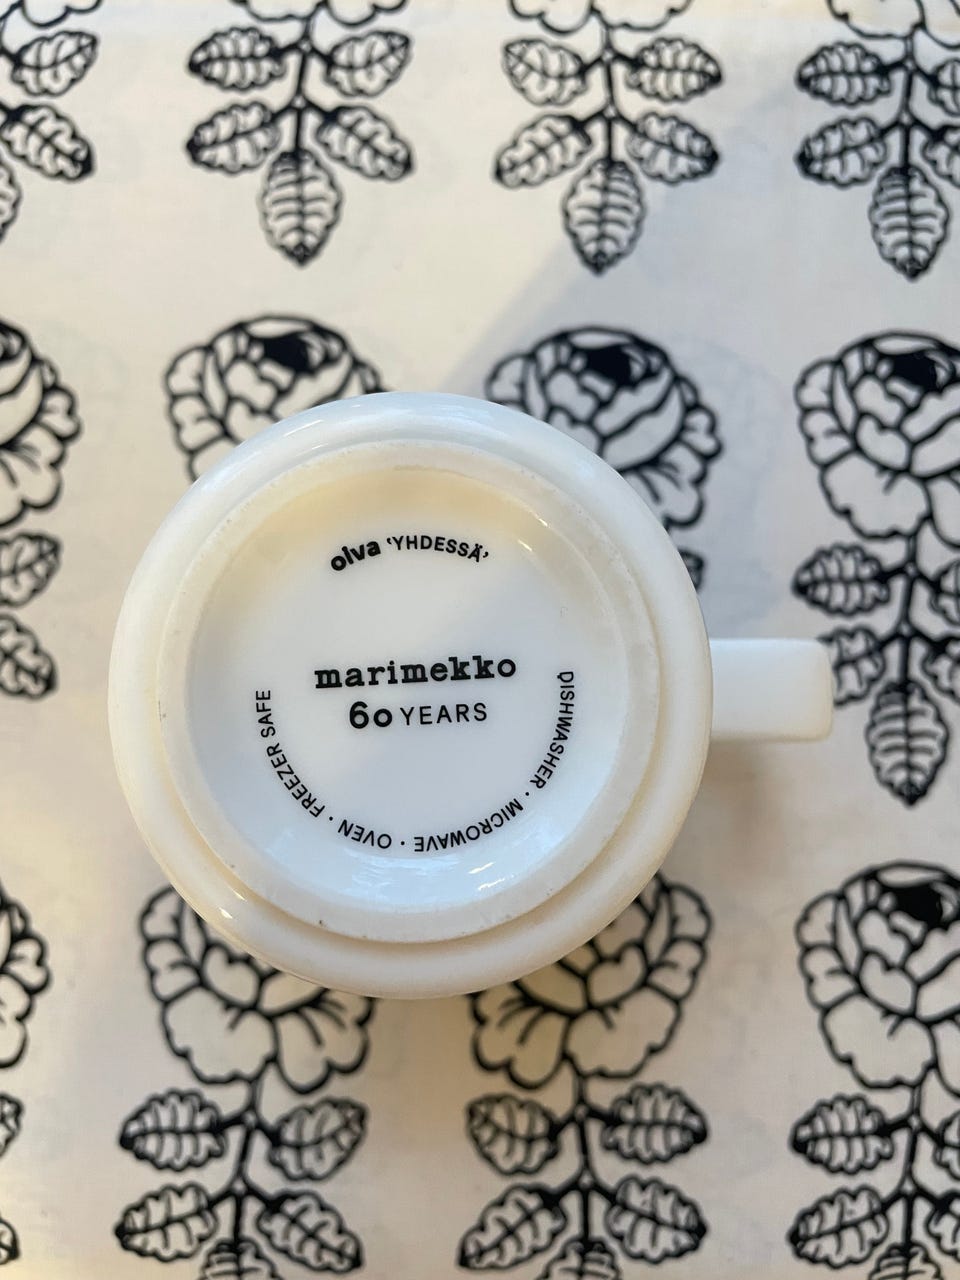 oiva ‘YHDESSÄ’
marimekko
60 YEARS
DISHWASHER · MICROWAVE · OVEN · FREEZER SAFE